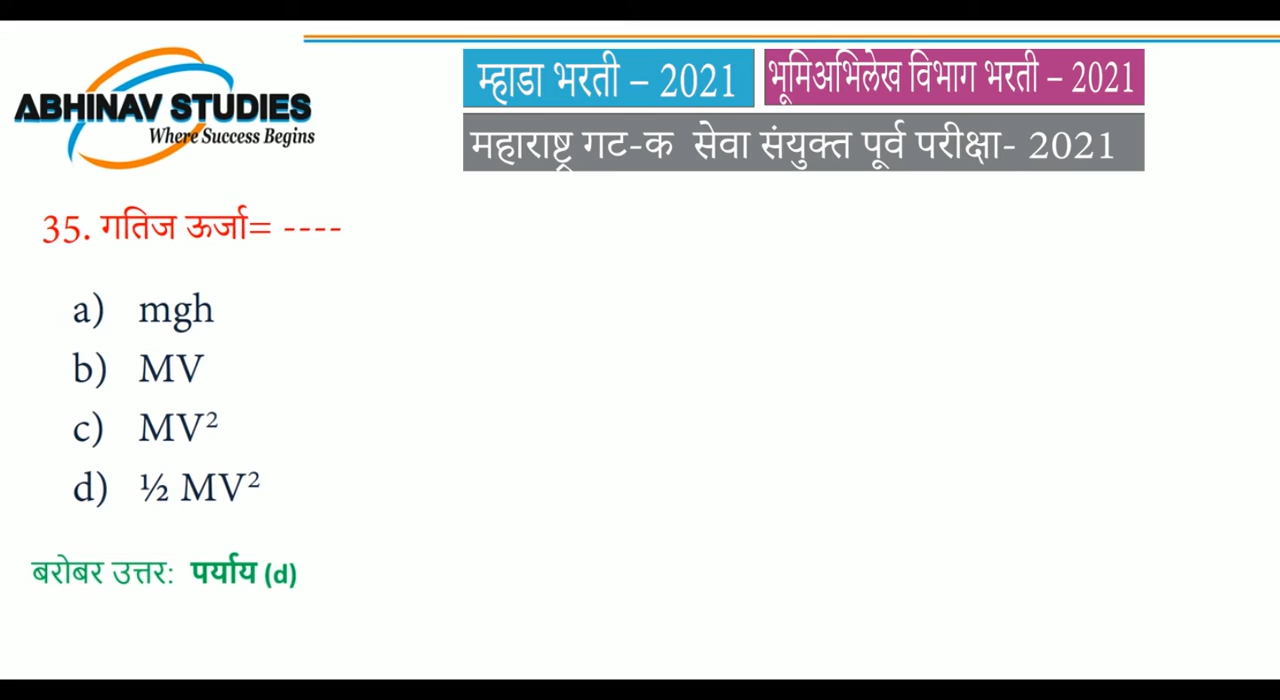 ABHINAV STUDIES
Where Success Begins
म्हाडा भरती – 2021
भूमिअभिलेख विभाग भरती – 2021
महाराष्ट्र गट-क सेवा संयुक्त पूर्व परीक्षा- 2021
35. गतिज ऊर्जा= ----
a) mgh
b) MV
c) MV²
d) ½ MV²
बरोबर उत्तर: पर्याय (d)